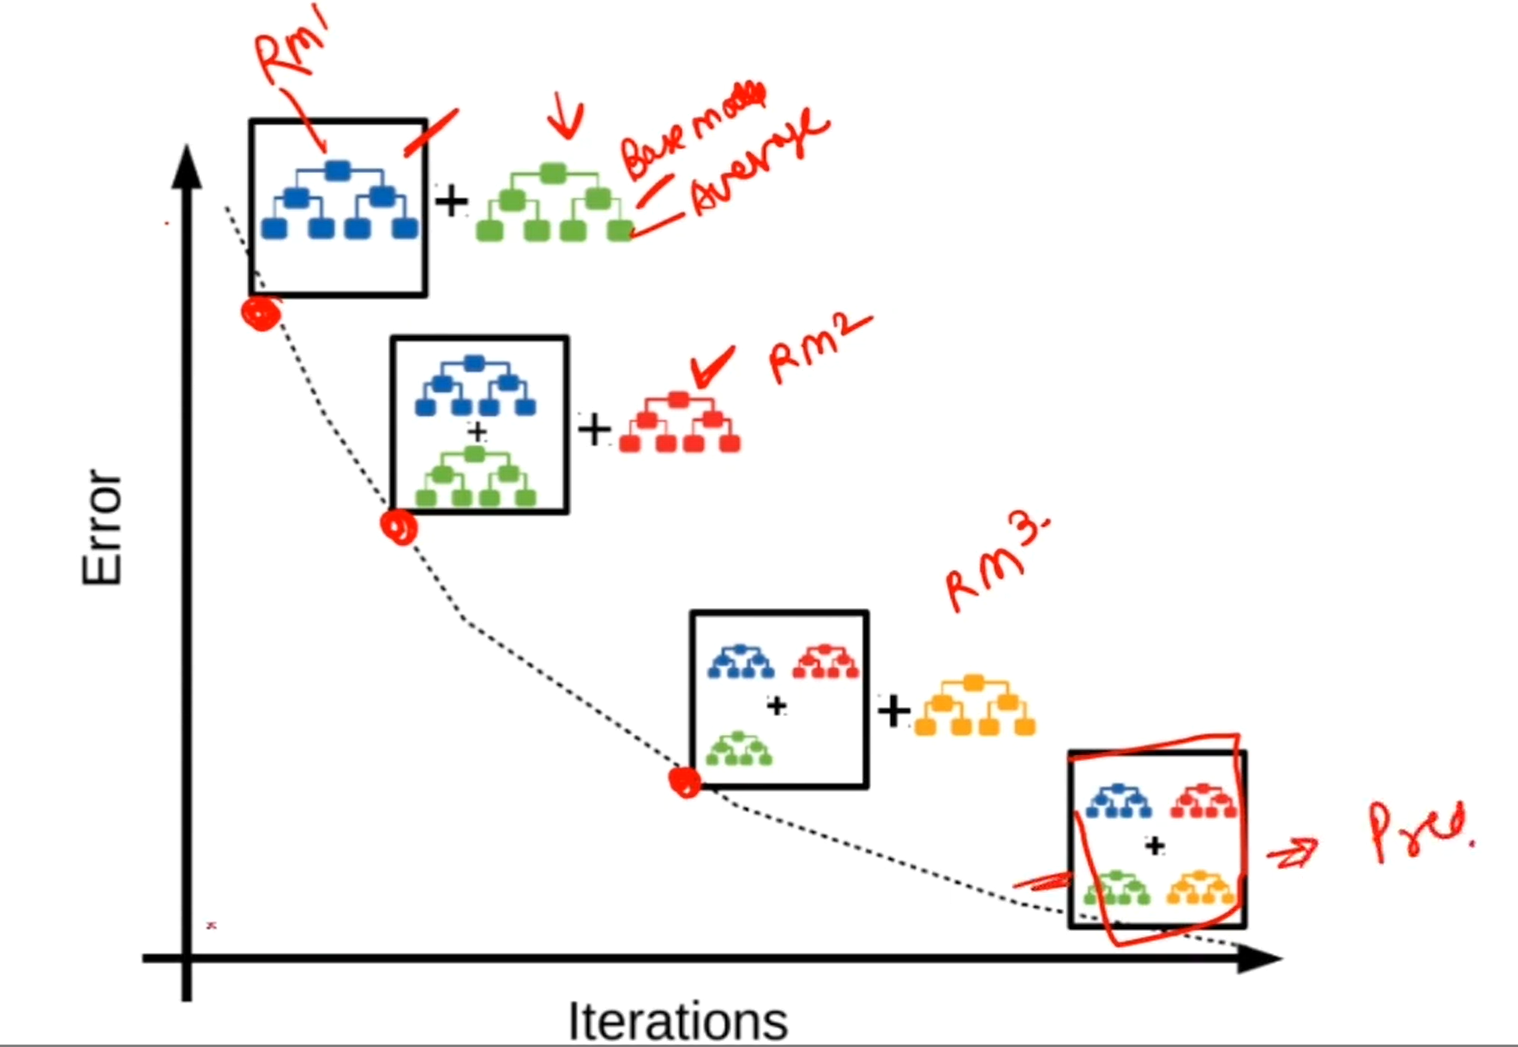 Rm1
+
Base model
Average
+
+
Rm2
Rm3.
+
+
+
Pred.
Error
Iterations